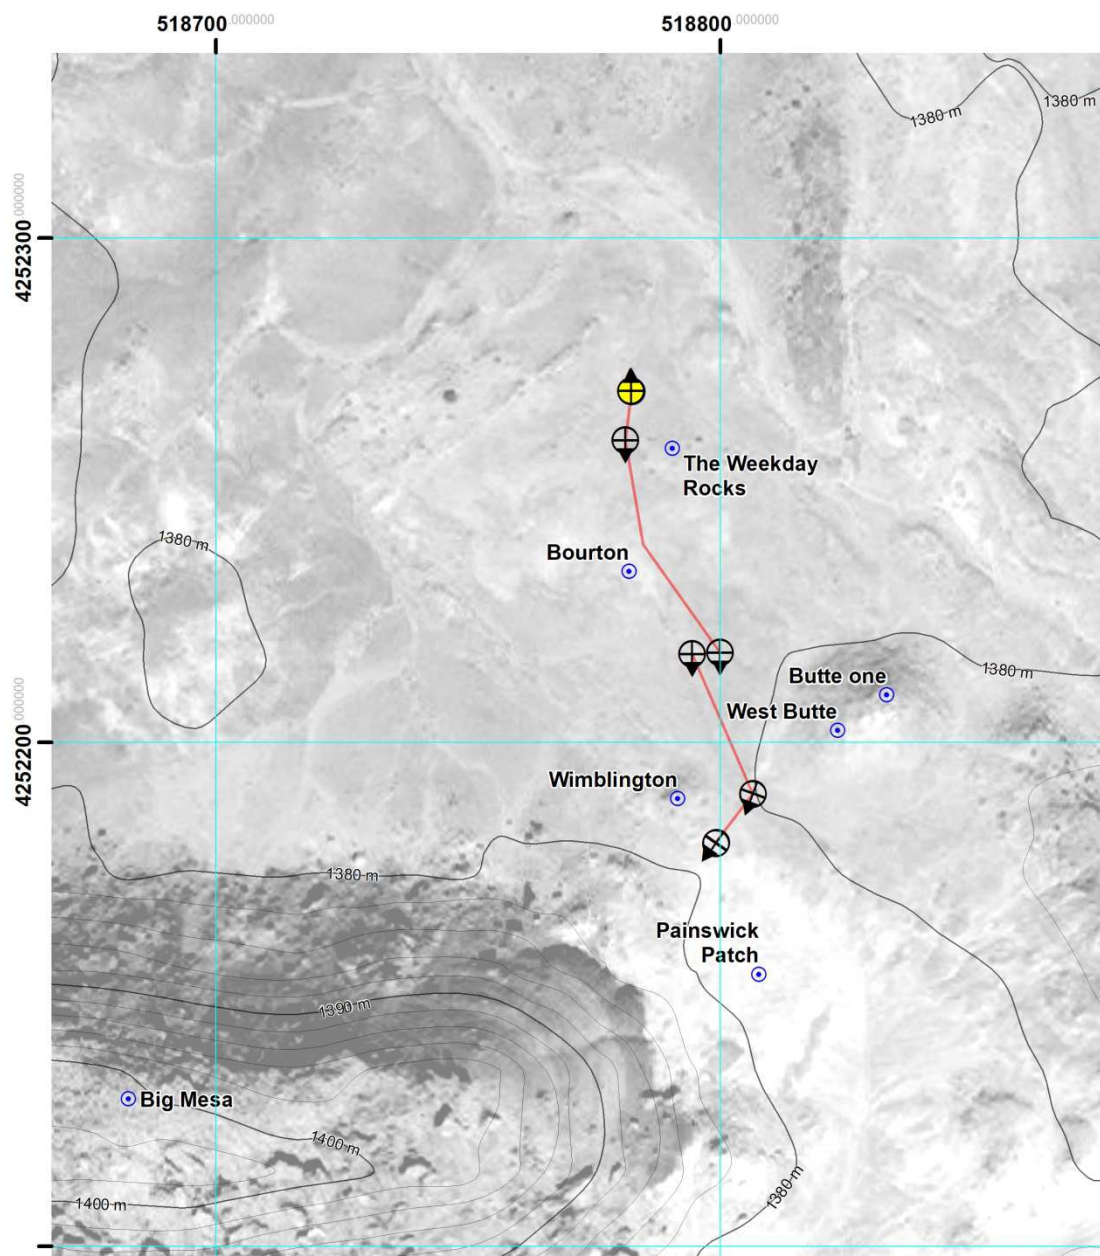 518700.000000
518800.000000
1380 m
1380 m
4252300.000000
The Weekday
Rocks
1380 m
Bourton
1380 m
Butte one
West Butte
4252200.000000
Wimblington
1380 m
Painswick
Patch
1390 m
Big Mesa
1400 m
1380 m
1400 m